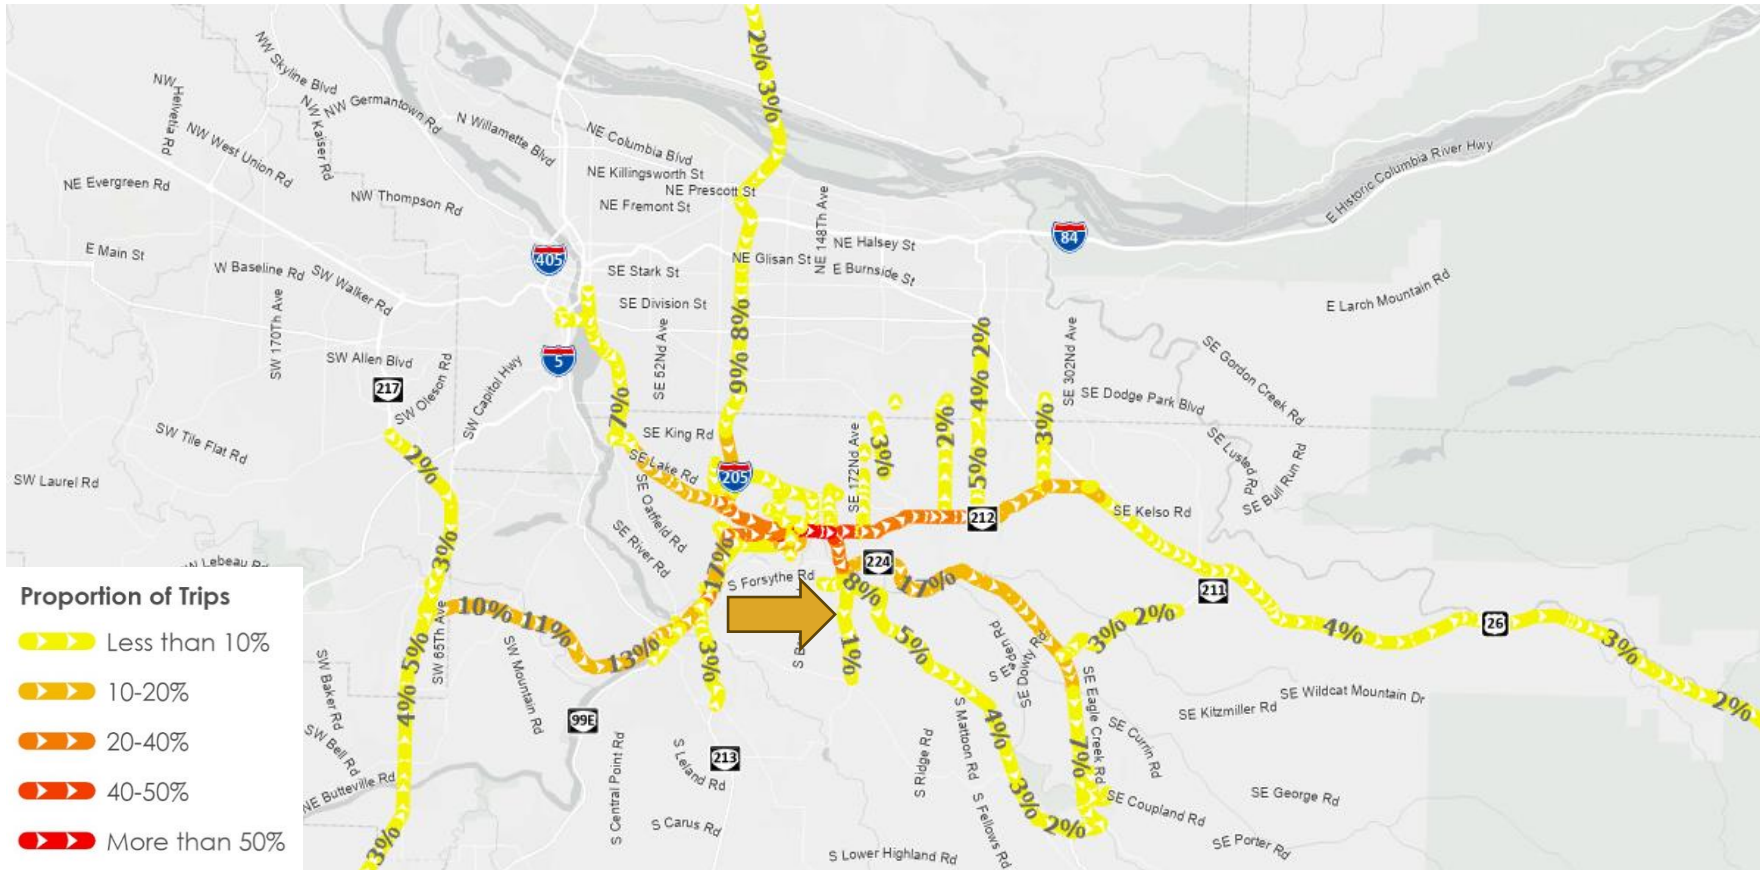 NW Skyline Blvd
NW Helvetia Rd
NW Kaiser Rd
NW Germantown Rd
N Willamette Blvd
NW West Union Rd
NE Evergreen Rd
NW Thompson Rd
NE Columbia Blvd
NE Killingsworth St
NE Prescott St
NE Fremont St
2%
3%
NE 148Th Ave
NE Halsey St
84
E Historic Columbia River Hwy
E Main St
W Baseline Rd
SW Walker Rd
405
SE Stark St
NE Glisan St
E Burnside St
SE Division St
E Larch Mountain Rd
SW 170Th Ave
SW Allen Blvd
217
SW Oleson Rd
SW Capitol Hwy
5
SE 52Nd Ave
8%
9%
7%
2%
4%
5%
SE 302Nd Ave
SE Gordon Creek Rd
SE Dodge Park Blvd
SE Lusted Rd
SE Bull Run Rd
SW Tile Flat Rd
SW Laurel Rd
2%
SE King Rd
SE Lake Rd
205
SE 172Nd Ave
3%
2%
3%
SE Oatfield Rd
SE River Rd
212
SE Kelso Rd
3%
17%
S Forsythe Rd
224
8%
17%
211
Lebeau Rd
SW 65Th Ave
10%
11%
13%
3%
1%
5%
3%
2%
4%
26
3%
2%
5%
4%
3%
SW Baker Rd
SW Bell Rd
NE Butteville Rd
SW Mountain Rd
99E
S Central Point Rd
S Leland Rd
213
S Carus Rd
S Ridge Rd
S Mattoon Rd
S Fellows Rd
SE Dowty Rd
4%
3%
2%
7%
SE Eagle Creek Rd
SE Currin Rd
SE Coupland Rd
SE Kitzmiller Rd
SE Wildcat Mountain Dr
SE George Rd
SE Porter Rd
S Lower Highland Rd
Proportion of Trips
Less than 10%
10-20%
20-40%
40-50%
More than 50%